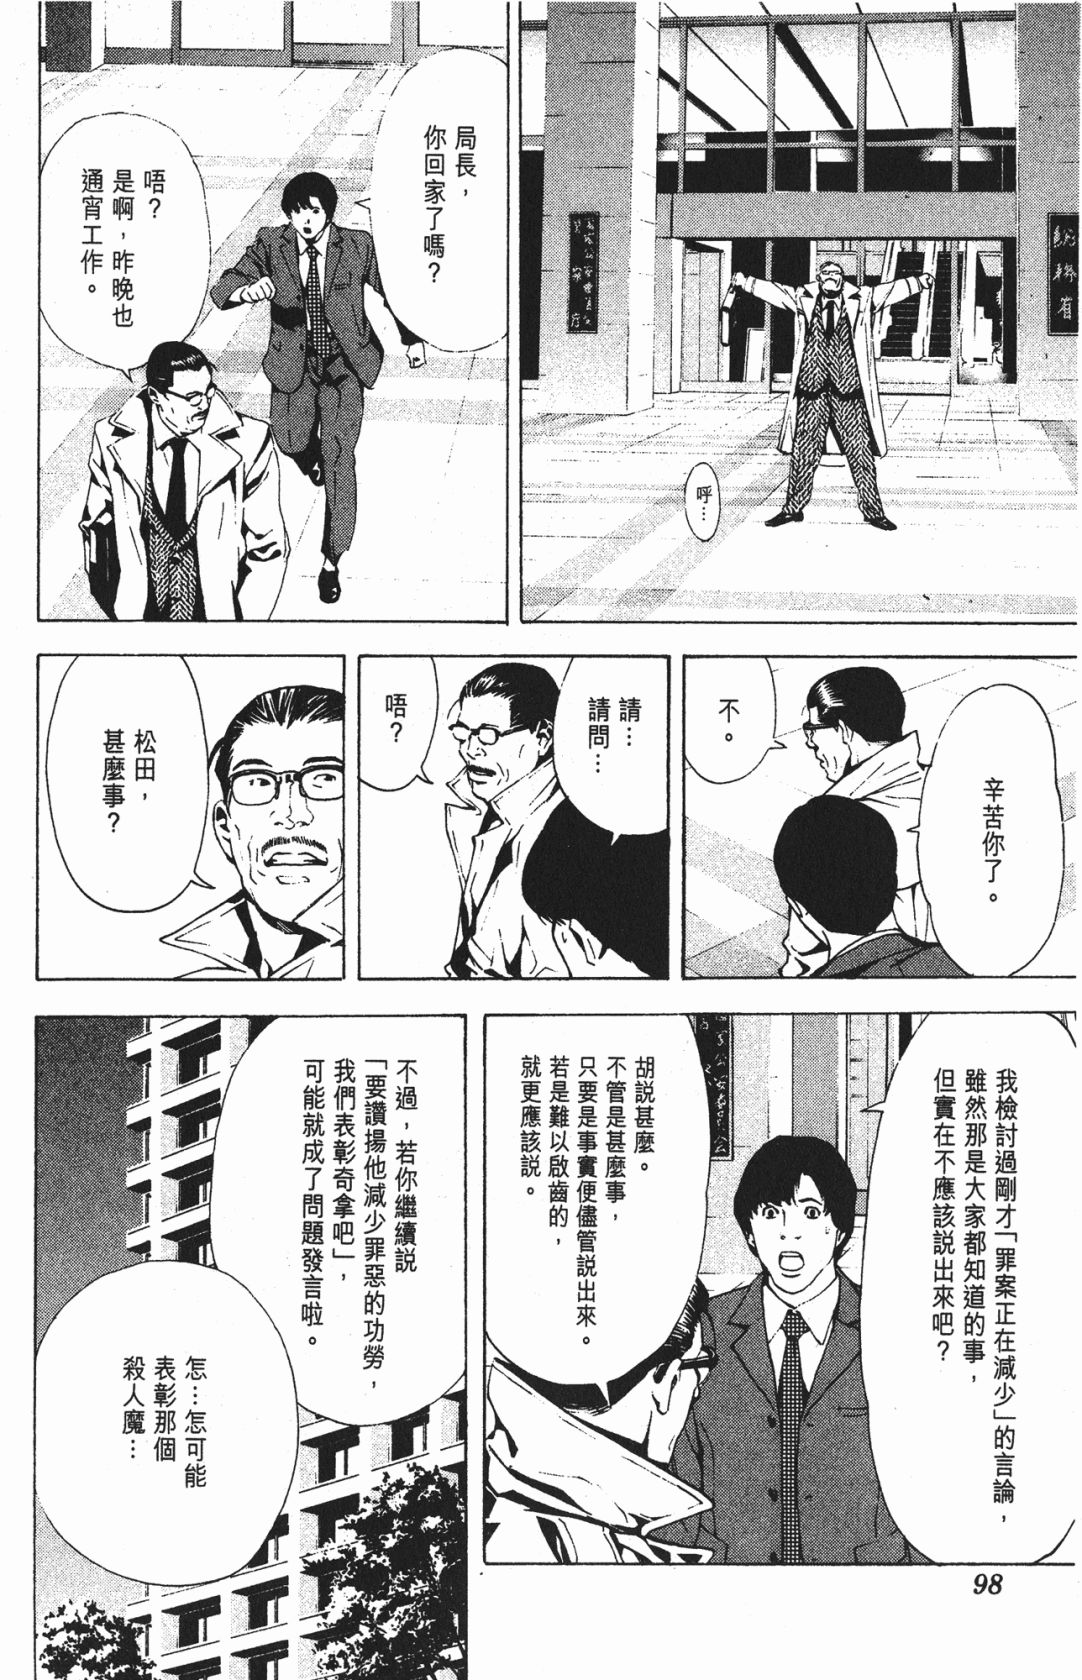 呼…
局長，
你回家了嗎？
唔？
是啊，昨晚也
通宵工作。
辛苦你了。
不。
請…
請問…
唔？
松田，
甚麼事？
我檢討過剛才「罪案正在減少」的言論，
雖然那是大家都知道的事，
但實在不應該説出來吧？
胡説甚麼。
不管是甚麼事，
只要是事實便儘管説出來。
若是難以啟齒的，
就更應該説。
不過，若你繼續説
「要讚揚他減少罪惡的功勞，
我們表彰奇拿吧」，
可能就成了問題發言啦。
怎…怎可能
表彰那個
殺人魔…
98